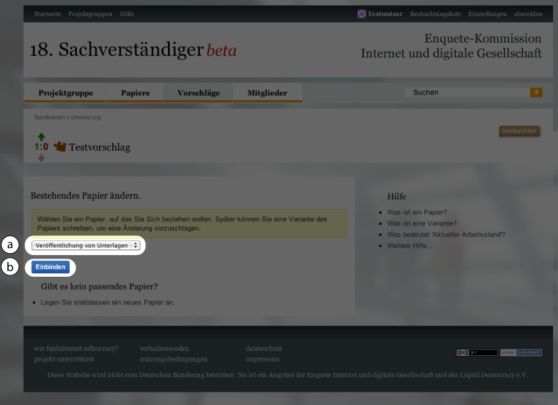 Startseite Projektgruppen Hilfe
Testnutzer Beobachtungsliste Einstellungen abmelden
18. Sachverständiger beta
Enquete-Kommission
Internet und digitale Gesellschaft
Projektgruppe Papiere Vorschläge Mitglieder
Suchen
Sandkasten » Umsetzung
beobachten
1:0 Testvorschlag
Bestehendes Papier ändern.
Wählen Sie ein Papier, auf das Sie Sich beziehen wollen. Später können Sie eine Variante des
Papiers schreiben, um eine Änderung vorzuschlagen.
a Veröffentlichung von Unterlagen
b Einbinden
Gibt es kein passendes Papier?
Legen Sie stattdessen ein neues Papier an.
Hilfe
Was ist ein Papier?
Was ist eine Variante?
Was bedeutet 'Aktueller Arbeitsstand'?
Weitere Hilfe...
wie funktioniert adhocracy? verhaltenscodex datenschutz
projekt unterstützen nutzungsbedingungen impressum
Diese Website wird nicht vom Deutschen Bundestag betrieben. Sie ist ein Angebot der Enquete Internet und digitale Gesellschaft und des Liquid Democracy e.V.